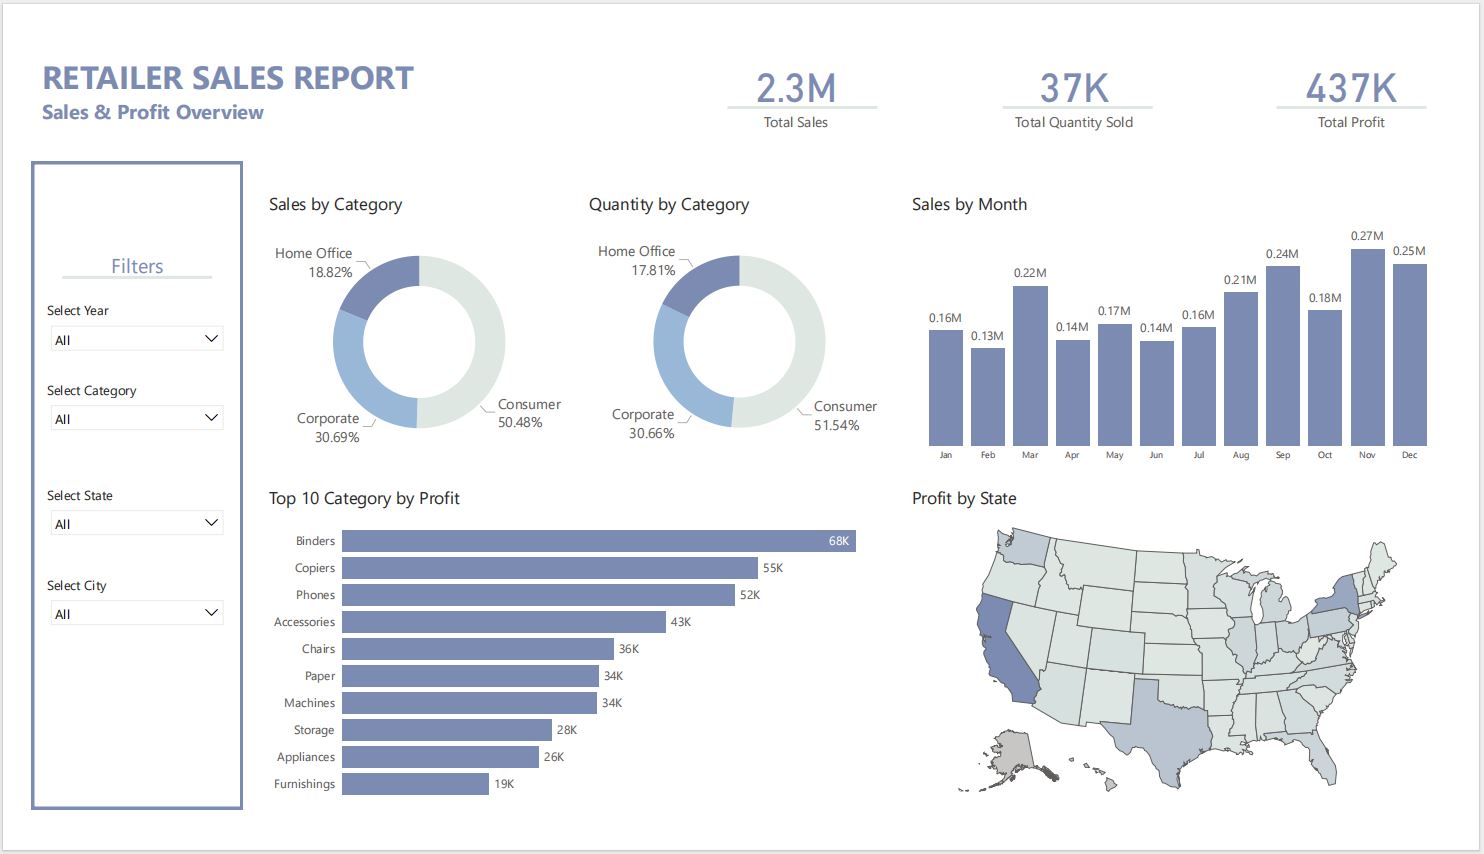 RETAILER SALES REPORT
Sales & Profit Overview
2.3M
Total Sales
37K
Total Quantity Sold
437K
Total Profit
Filters
Select Year
All
Select Category
All
Select State
All
Select City
All
Sales by Category
Home Office
18.82%
Corporate
30.69%
Consumer
50.48%
Quantity by Category
Home Office
17.81%
Corporate
30.66%
Consumer
51.54%
Sales by Month
0.16M
0.13M
0.22M
0.14M
0.17M
0.14M
0.16M
0.21M
0.24M
0.18M
0.27M
0.25M
Jan Feb Mar Apr May Jun Jul Aug Sep Oct Nov Dec
Top 10 Category by Profit
Binders 68K
Copiers 55K
Phones 52K
Accessories 43K
Chairs 36K
Paper 34K
Machines 34K
Storage 28K
Appliances 26K
Furnishings 19K
Profit by State